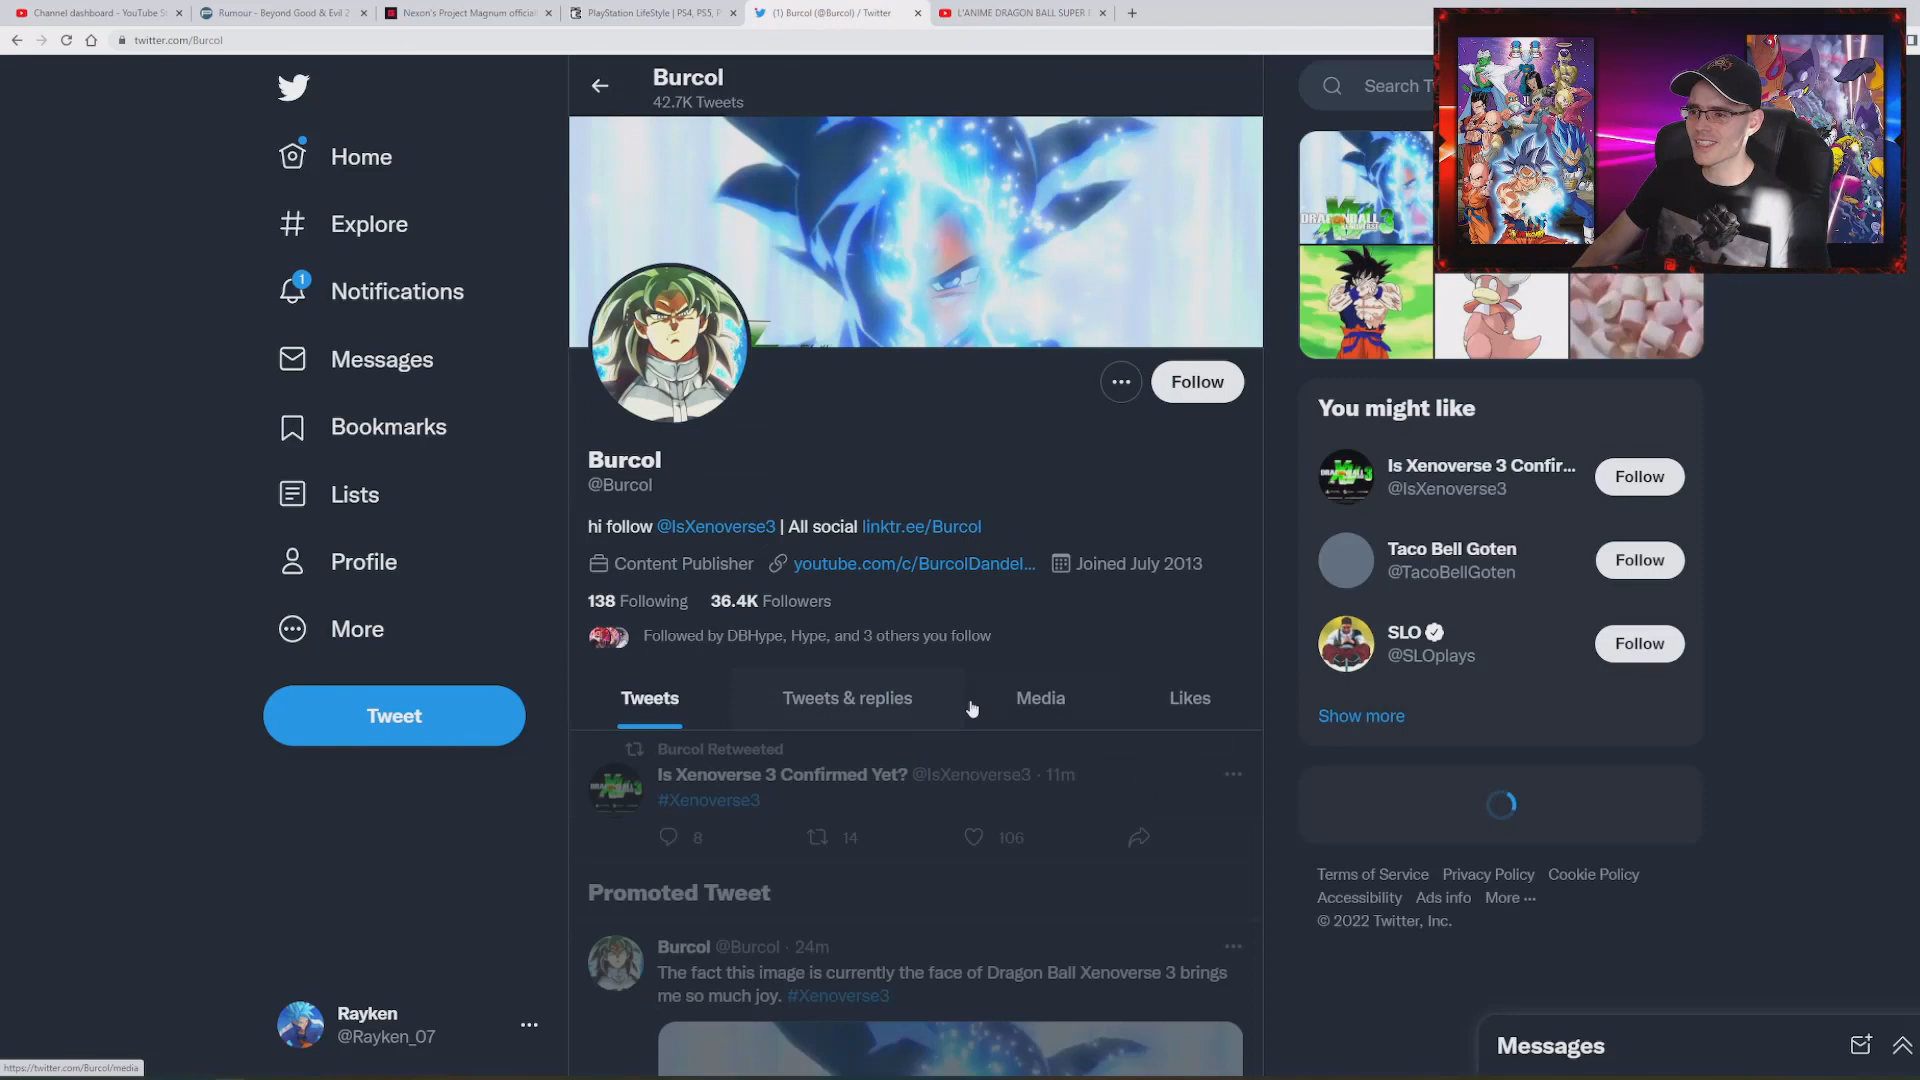 Channel dashboard - YouTube S
Rumour - Beyond Good & Evil 2
Nexon's Project Magnum official
PlayStation LifeStyle | PS4, PS5, P
(1) Burcol (@Burcol) / Twitter
L'ANIME DRAGON BALL SUPER
twitter.com/Burcol
Home
Explore
1
Notifications
Messages
Bookmarks
Lists
Profile
More
Tweet
Rayken
@Rayken_07
https://twitter.com/Burcol/media
Burcol
42.7K Tweets
Follow
Burcol
@Burcol
hi follow @IsXenoverse3 | All social linktr.ee/Burcol
Content Publisher youtube.com/c/BurcolDandel... Joined July 2013
138 Following 36.4K Followers
Followed by DBHype, Hype, and 3 others you follow
Tweets Tweets & replies Media Likes
Burcol Retweeted
Is Xenoverse 3 Confirmed Yet? @IsXenoverse3 · 11m
#Xenoverse3
8 14 106
Promoted Tweet
Burcol @Burcol · 24m
The fact this image is currently the face of Dragon Ball Xenoverse 3 brings
me so much joy. #Xenoverse3
Search T
You might like
Is Xenoverse 3 Confir...
@IsXenoverse3
Follow
Taco Bell Goten
@TacoBellGoten
Follow
SLO
@SLOplays
Follow
Show more
Terms of Service Privacy Policy Cookie Policy
Accessibility Ads info More ...
© 2022 Twitter, Inc.
Messages